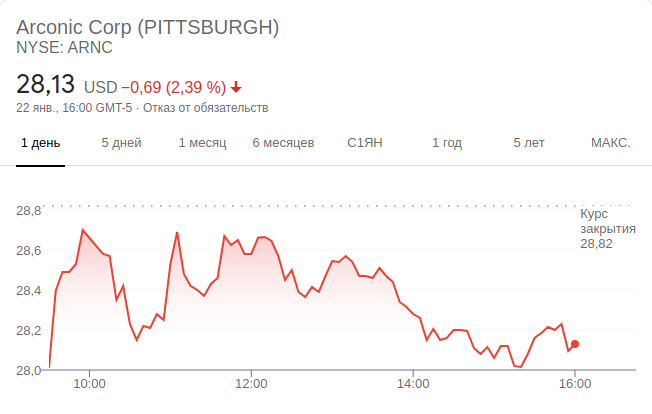 Arconic Corp (PITTSBURGH)
NYSE: ARNC
28,13 USD −0,69 (2,39 %)
22 янв., 16:00 GMT-5 · Отказ от обязательств
1 день 5 дней 1 месяц 6 месяцев С1ЯН 1 год 5 лет МАКС.
28,8
Курс
закрытия
28,82
28,6
28,4
28,2
28,0
10:00 12:00 14:00 16:00